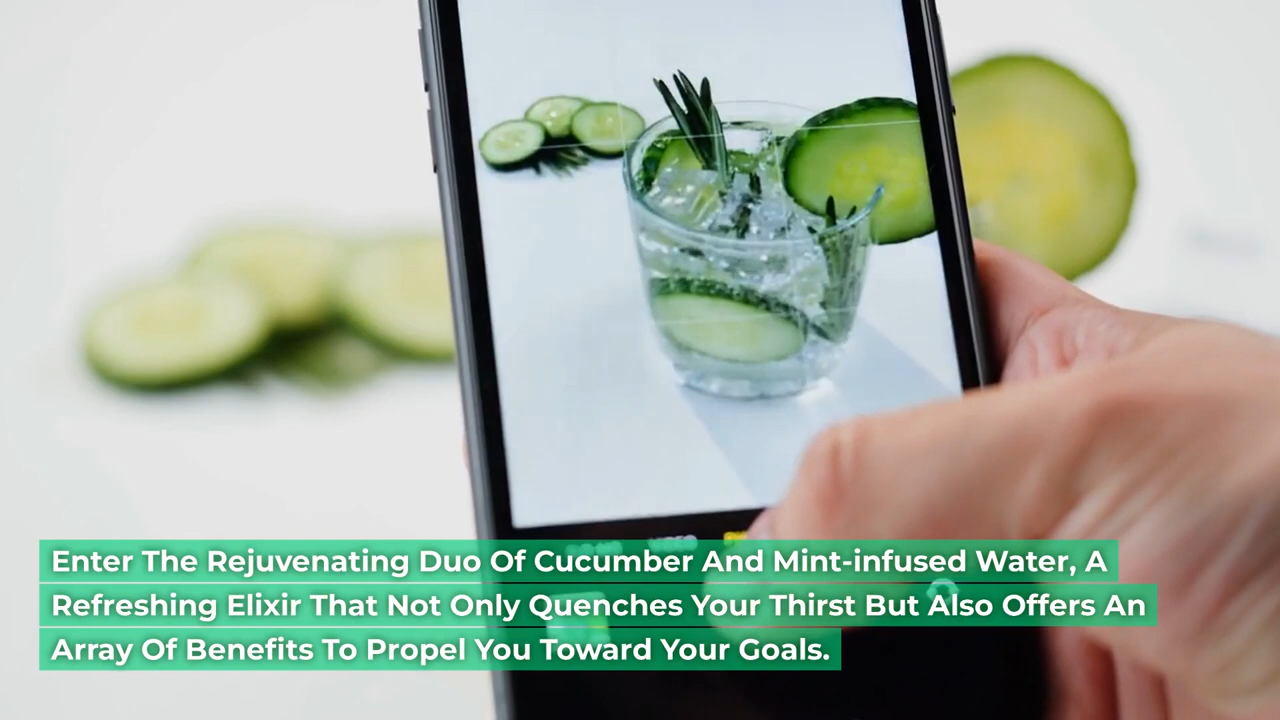 Enter The Rejuvenating Duo Of Cucumber And Mint-infused Water, A
Refreshing Elixir That Not Only Quenches Your Thirst But Also Offers An
Array Of Benefits To Propel You Toward Your Goals.